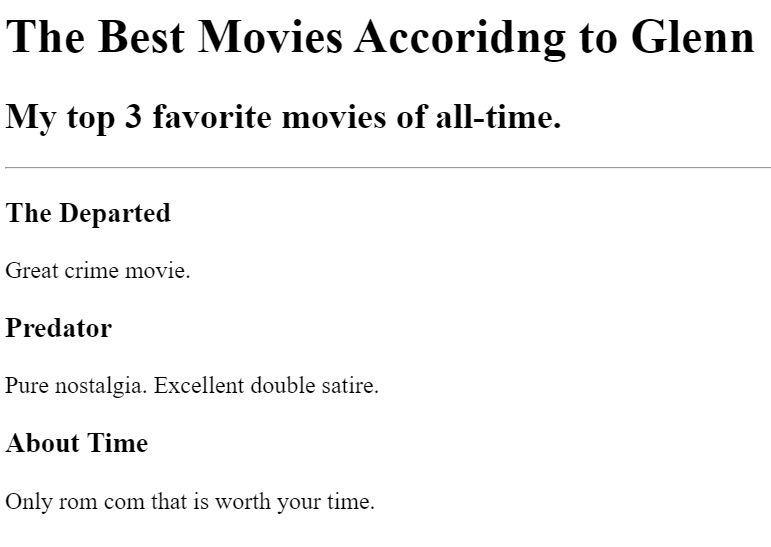 The Best Movies Accoridng to Glenn
My top 3 favorite movies of all-time.
The Departed
Great crime movie.
Predator
Pure nostalgia. Excellent double satire.
About Time
Only rom com that is worth your time.